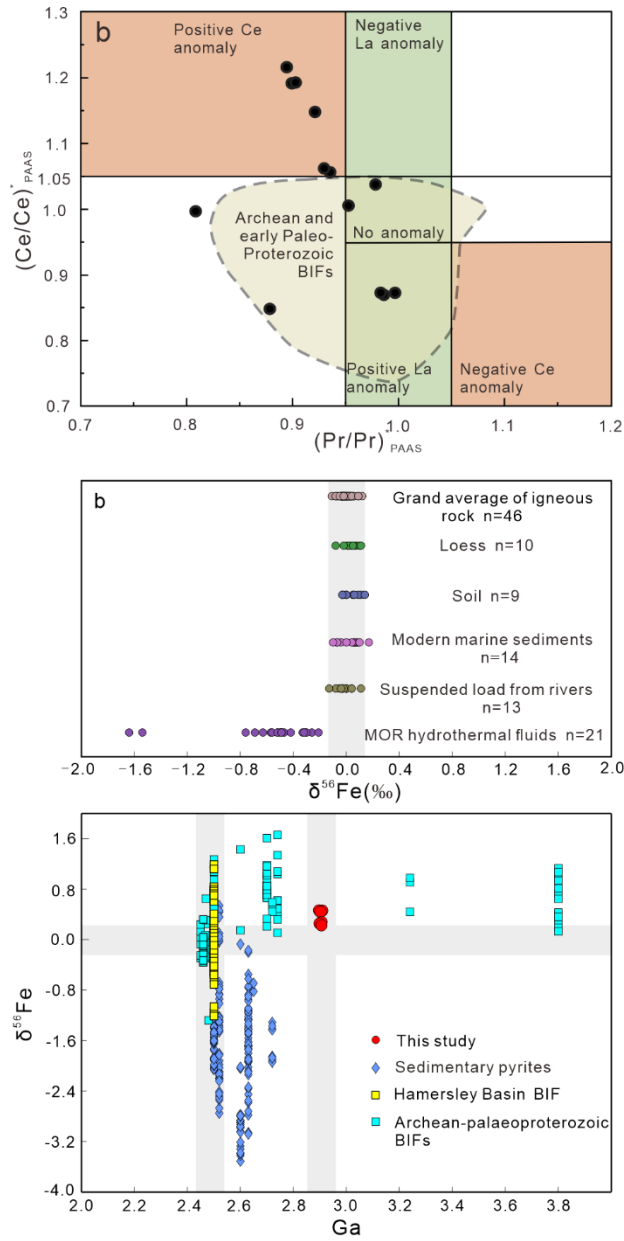 b
Positive Ce
anomaly
Negative
La anomaly
Archean and
early Paleo-
Proterozoic
BIFs
No anomaly
Positive La
anomaly
Negative Ce
anomaly
1.3
1.2
1.1
1.05
1.0
0.9
0.8
0.7
(Ce/Ce)*PAAS
0.7 0.8 0.9 1.0 1.1 1.2
(Pr/Pr)*PAAS
b
Grand average of igneous
rock n=46
Loess n=10
Soil n=9
Modern marine sediments
n=14
Suspended load from rivers
n=13
MOR hydrothermal fluids n=21
−2.0 −1.6 −1.2 −0.8 −0.4 0.0 0.4 0.8 1.2 1.6 2.0
δ56Fe(‰)
1.6
0.8
0.0
-0.8
-1.6
-2.4
-3.2
-4.0
δ56Fe
This study
Sedimentary pyrites
Hamersley Basin BIF
Archean-palaeoproterozoic
BIFs
2.0 2.2 2.4 2.6 2.8 3.0 3.2 3.4 3.6 3.8
Ga